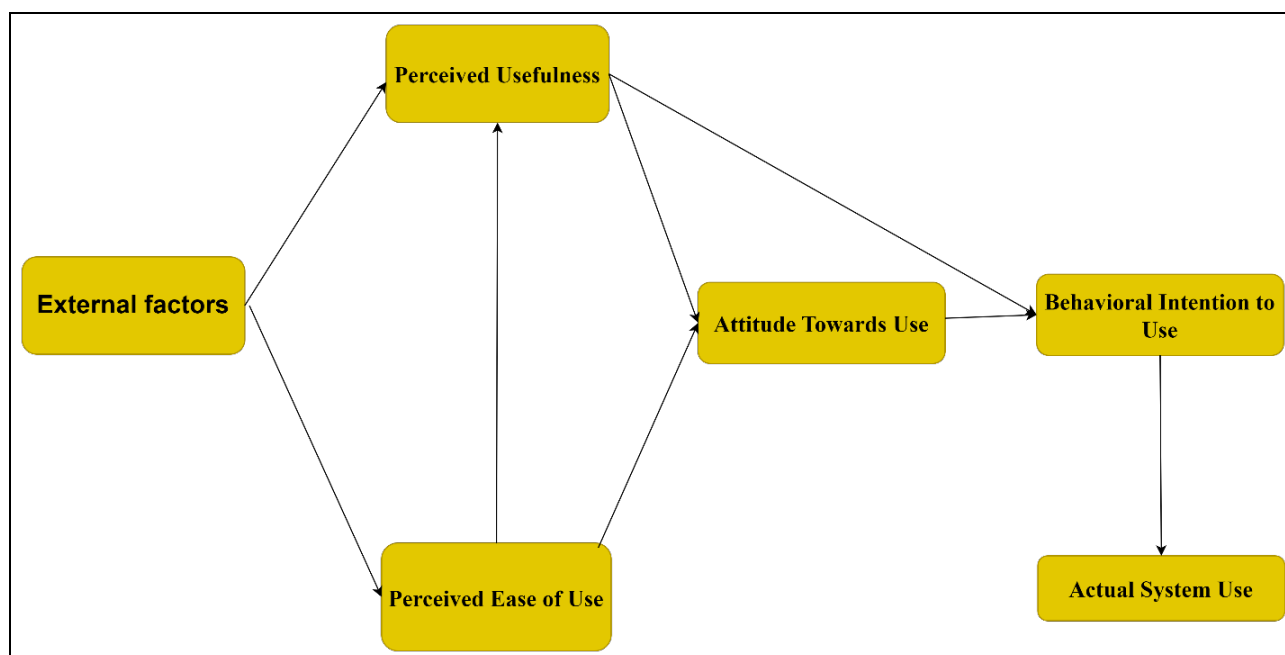 Perceived Usefulness
External factors
Attitude Towards Use
Behavioral Intention to
Use
Perceived Ease of Use
Actual System Use